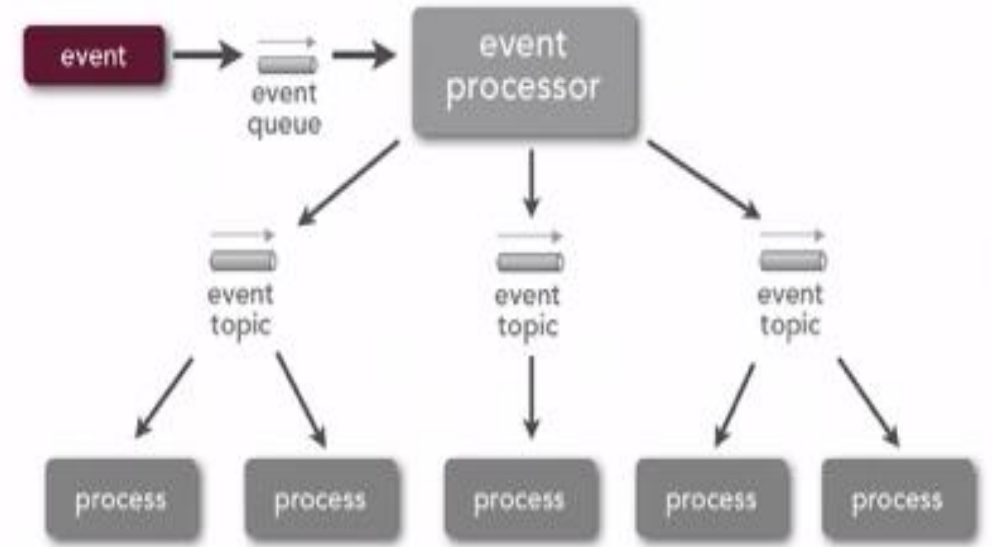 event
event
processor
event
queue
event
topic
event
topic
event
topic
process
process
process
process
process